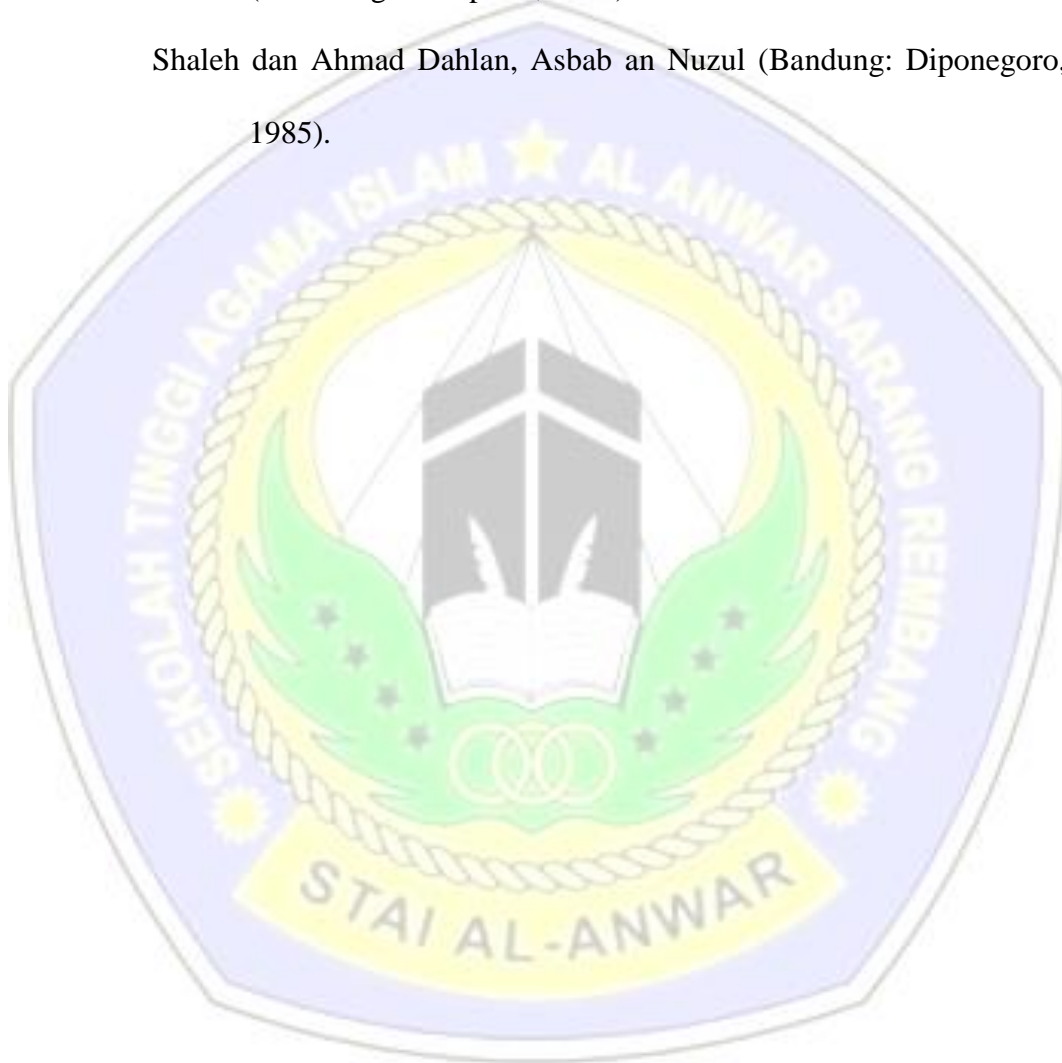 Shaleh dan Ahmad Dahlan, Asbab an Nuzul (Bandung: Diponegoro,
1985).
SEKOLAH TINGGI AGAMA ISLAM AL ANWAR SARANG REMBANG
STAI AL-ANWAR